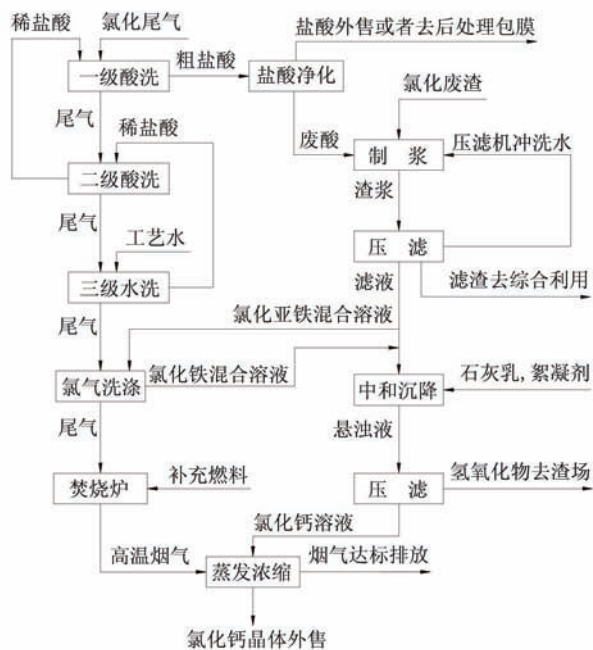 稀盐酸
氯化尾气
盐酸外售或者去后处理包膜
一级酸洗
粗盐酸
盐酸净化
氯化废渣
尾气
稀盐酸
废酸
压滤机冲洗水
制浆
二级酸洗
渣浆
尾气
工艺水
压滤
三级水洗
滤液
滤渣去综合利用
尾气
氯化亚铁混合溶液
氯气洗涤
氯化铁混合溶液
中和沉降
石灰乳,絮凝剂
尾气
悬浊液
焚烧炉
补充燃料
压滤
氢氧化物去渣场
氯化钙溶液
高温烟气
蒸发浓缩
烟气达标排放
氯化钙晶体外售